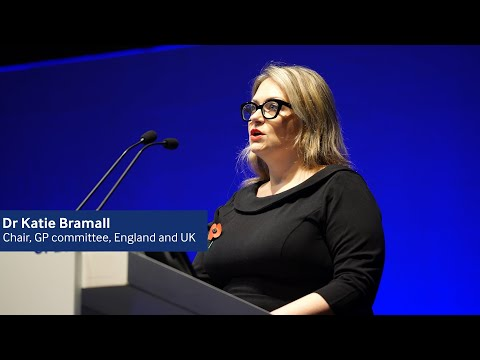 Dr Katie Bramall
Chair, GP committee, England and UK